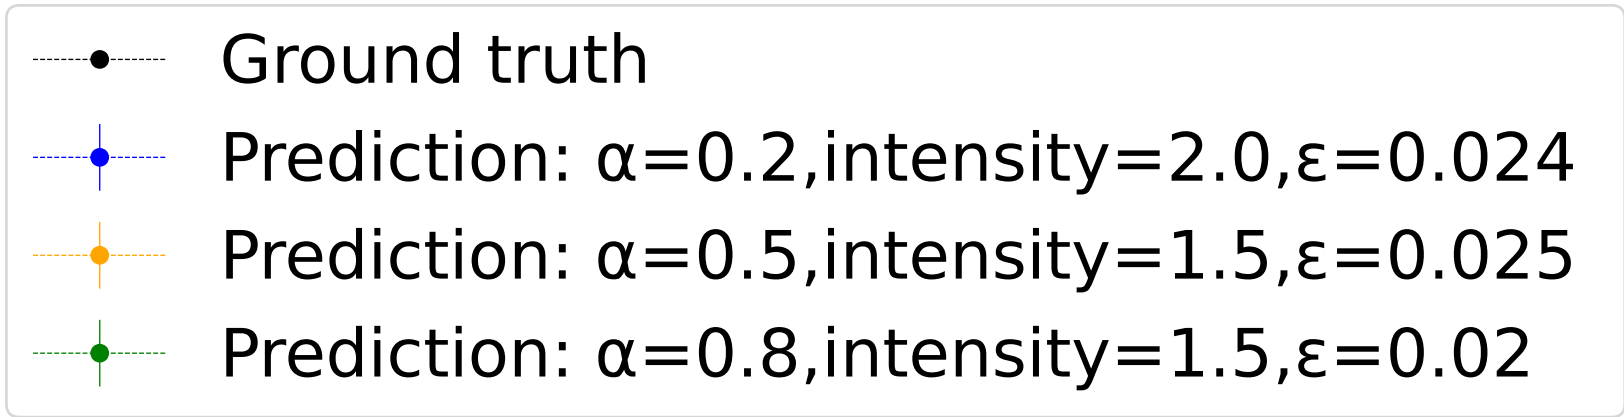 Ground truth
Prediction: α=0.2,intensity=2.0,ε=0.024
Prediction: α=0.5,intensity=1.5,ε=0.025
Prediction: α=0.8,intensity=1.5,ε=0.02